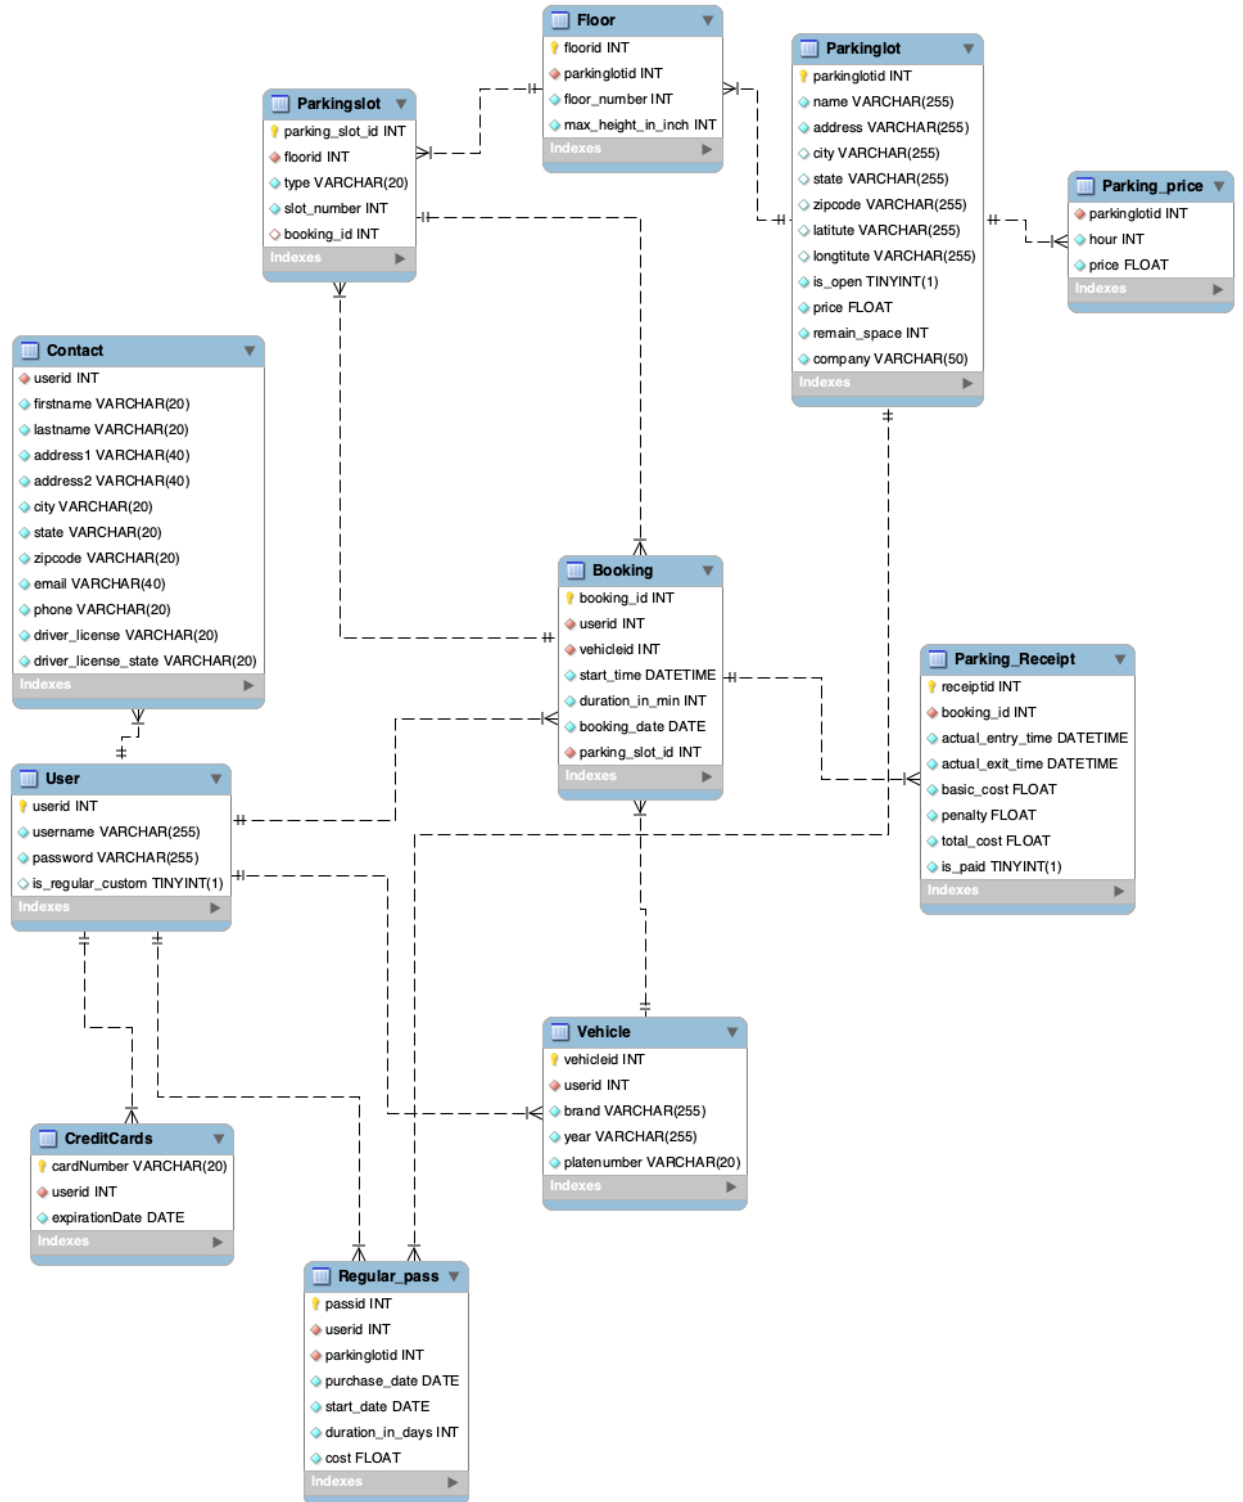 Floor
floorid INT
parkinglotid INT
floor_number INT
max_height_in_inch INT
Indexes
Parkinglot
parkinglotid INT
name VARCHAR(255)
address VARCHAR(255)
city VARCHAR(255)
state VARCHAR(255)
zipcode VARCHAR(255)
latitute VARCHAR(255)
longtitute VARCHAR(255)
is_open TINYINT(1)
price FLOAT
remain_space INT
company VARCHAR(50)
Indexes
Parkingslot
parking_slot_id INT
floorid INT
type VARCHAR(20)
slot_number INT
booking_id INT
Indexes
Parking_price
parkinglotid INT
hour INT
price FLOAT
Indexes
Contact
userid INT
firstname VARCHAR(20)
lastname VARCHAR(20)
address1 VARCHAR(40)
address2 VARCHAR(40)
city VARCHAR(20)
state VARCHAR(20)
zipcode VARCHAR(20)
email VARCHAR(40)
phone VARCHAR(20)
driver_license VARCHAR(20)
driver_license_state VARCHAR(20)
Indexes
Booking
booking_id INT
userid INT
vehicleid INT
start_time DATETIME
duration_in_min INT
booking_date DATE
parking_slot_id INT
Indexes
Parking_Receipt
receiptid INT
booking_id INT
actual_entry_time DATETIME
actual_exit_time DATETIME
basic_cost FLOAT
penalty FLOAT
total_cost FLOAT
is_paid TINYINT(1)
Indexes
User
userid INT
username VARCHAR(255)
password VARCHAR(255)
is_regular_custom TINYINT(1)
Indexes
Vehicle
vehicleid INT
userid INT
brand VARCHAR(255)
year VARCHAR(255)
platenumber VARCHAR(20)
Indexes
CreditCards
cardNumber VARCHAR(20)
userid INT
expirationDate DATE
Indexes
Regular_pass
passid INT
userid INT
parkinglotid INT
purchase_date DATE
start_date DATE
duration_in_days INT
cost FLOAT
Indexes